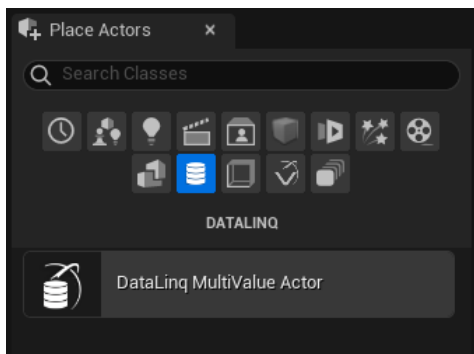 Place Actors
Search Classes
DATALINQ
DataLinq MultiValue Actor